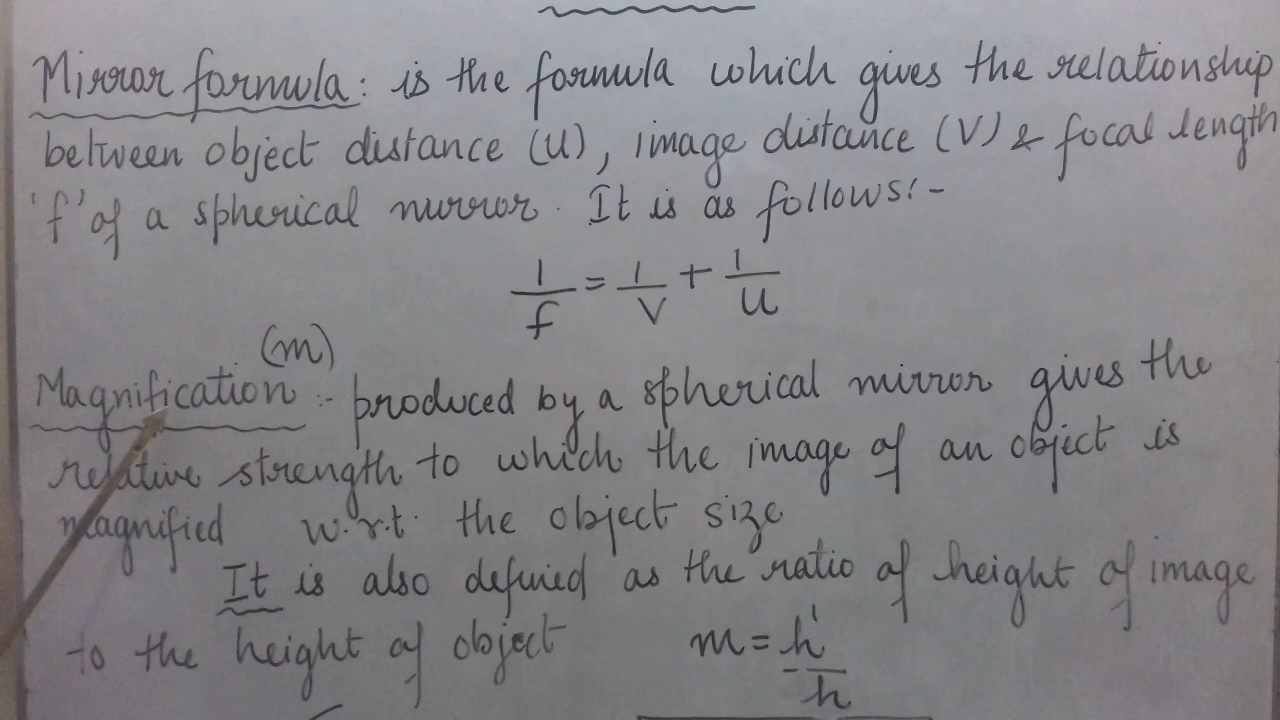 Mirror formula: is the formula which gives the relationship
between object distance (u), image distance (v) & focal length
'f' of a spherical mirror. It is as follows:-
1/f = 1/v + 1/u
(m)
Magnification :- produced by a spherical mirror gives the
relative strength to which the image of an object is
magnified w.r.t. the object size
It is also defined as the ratio of height of image
to the height of object m = h'/h